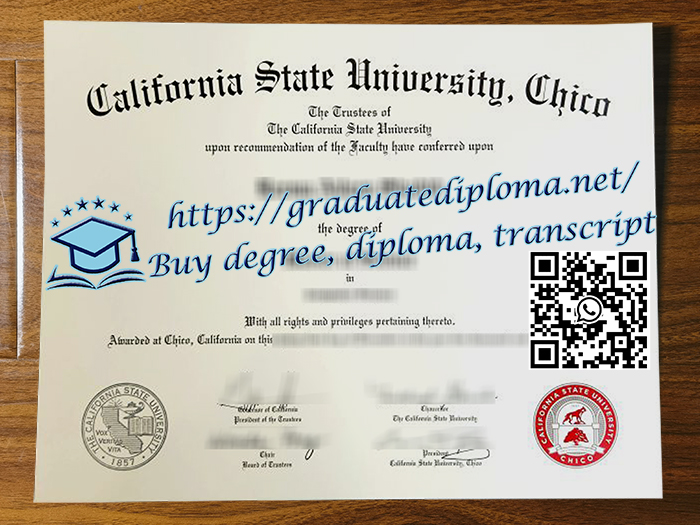 California State University, Chico
The Trustees of
The California State University
upon recommendation of the Faculty have conferred upon
https://graduatediploma.net/
the degree of
Buy degree, diploma, transcript
in
With all rights and privileges pertaining thereto.
Awarded at Chico, California on this
Governor of California
President of the Trustees
Chancellor
The California State University
Chair
Board of Trustees
President
California State University, Chico
THE CALIFORNIA STATE UNIVERSITY
VOX VERITAS VITA
1857
CALIFORNIA STATE UNIVERSITY
CHICO